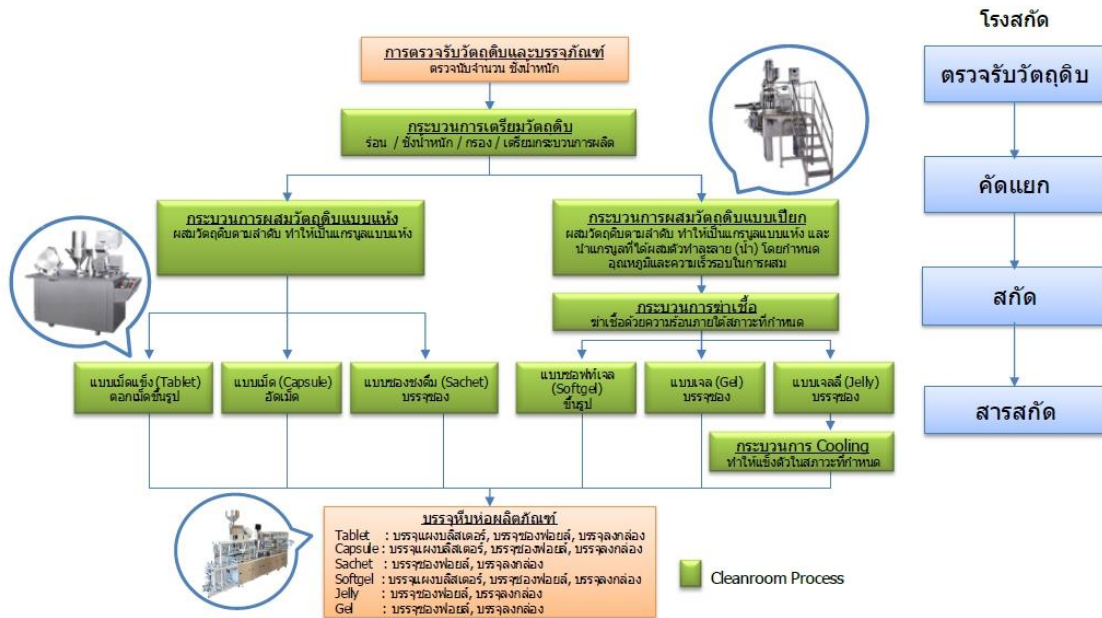 การตรวจรับวัตถุดิบและบรรจุภัณฑ์
ตรวจนับจำนวน ชั่งน้ำหนัก
กระบวนการเตรียมวัตถุดิบ
ร่อน / ชั่งน้ำหนัก / กรอง / เตรียมกระบวนการผลิต
กระบวนการผสมวัตถุดิบแบบแห้ง
ผสมวัตถุดิบตามลำดับ ทำให้เป็นแกรนูลแบบแห้ง
กระบวนการผสมวัตถุดิบแบบเปียก
ผสมวัตถุดิบตามลำดับ ทำให้เป็นแกรนูลแบบแห้ง และ
นำแกรนูลที่ได้ผสมตัวทำละลาย (น้ำ) โดยกำหนด
อุณหภูมิและความเร็วรอบในการผสม
กระบวนการฆ่าเชื้อ
ฆ่าเชื้อด้วยความร้อนภายใต้สภาวะที่กำหนด
แบบเม็ดแข็ง (Tablet)
ตอกเม็ดขึ้นรูป
แบบเม็ด (Capsule)
อัดเม็ด
แบบซองชงดื่ม (Sachet)
บรรจุซอง
แบบซอฟท์เจล
(Softgel)
ขึ้นรูป
แบบเจล (Gel)
บรรจุซอง
แบบเจลลี่ (Jelly)
บรรจุซอง
กระบวนการ Cooling
ทำให้แข็งตัวในสภาวะที่กำหนด
บรรจุหีบห่อผลิตภัณฑ์
Tablet : บรรจุแผงบลิสเตอร์, บรรจุซองฟอยล์, บรรจุลงกล่อง
Capsule : บรรจุแผงบลิสเตอร์, บรรจุซองฟอยล์, บรรจุลงกล่อง
Sachet : บรรจุซองฟอยล์, บรรจุลงกล่อง
Softgel : บรรจุแผงบลิสเตอร์, บรรจุซองฟอยล์, บรรจุลงกล่อง
Jelly : บรรจุซองฟอยล์, บรรจุลงกล่อง
Gel : บรรจุซองฟอยล์, บรรจุลงกล่อง
Cleanroom Process
โรงสกัด
ตรวจรับวัตถุดิบ
คัดแยก
สกัด
สารสกัด